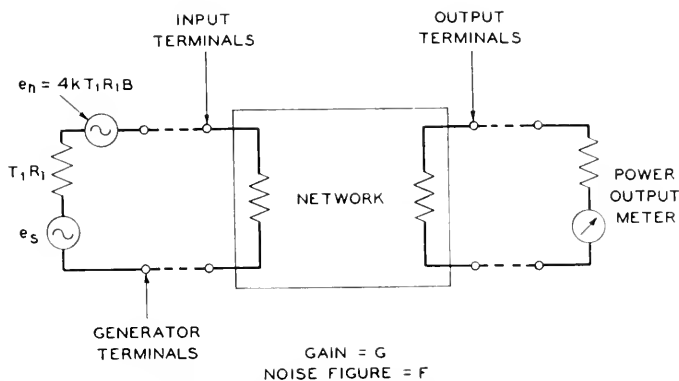 INPUT
TERMINALS
OUTPUT
TERMINALS
en = 4kT1R1B
T1R1
es
NETWORK
POWER
OUTPUT
METER
GENERATOR
TERMINALS
GAIN = G
NOISE FIGURE = F